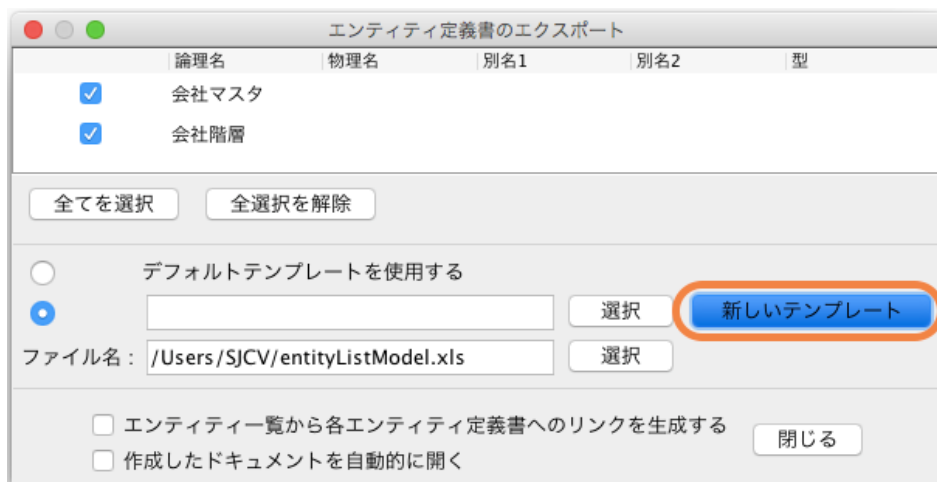 エンティティ定義書のエクスポート
論理名 物理名 別名1 別名2 型
会社マスタ
会社階層
全てを選択 全選択を解除
デフォルトテンプレートを使用する
選択 新しいテンプレート
ファイル名： /Users/SJCV/entityListModel.xls 選択
エンティティ一覧から各エンティティ定義書へのリンクを生成する
閉じる
作成したドキュメントを自動的に開く